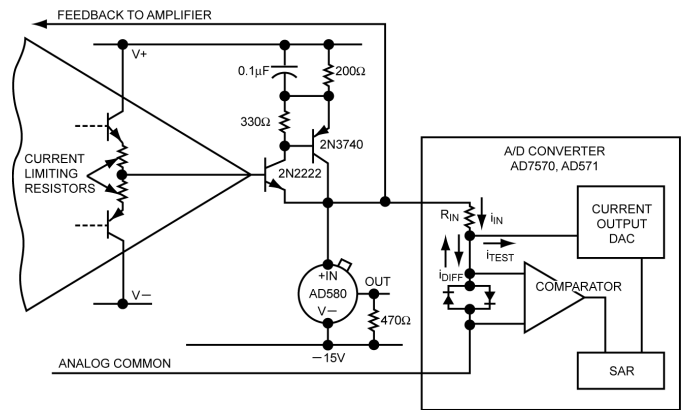 FEEDBACK TO AMPLIFIER
V+
0.1μF
200Ω
330Ω
2N3740
2N2222
CURRENT
LIMITING
RESISTORS
V−
+IN
AD580
V−
OUT
470Ω
−15V
ANALOG COMMON
A/D CONVERTER
AD7570, AD571
RIN
iIN
iTEST
iDIFF
CURRENT
OUTPUT
DAC
COMPARATOR
SAR